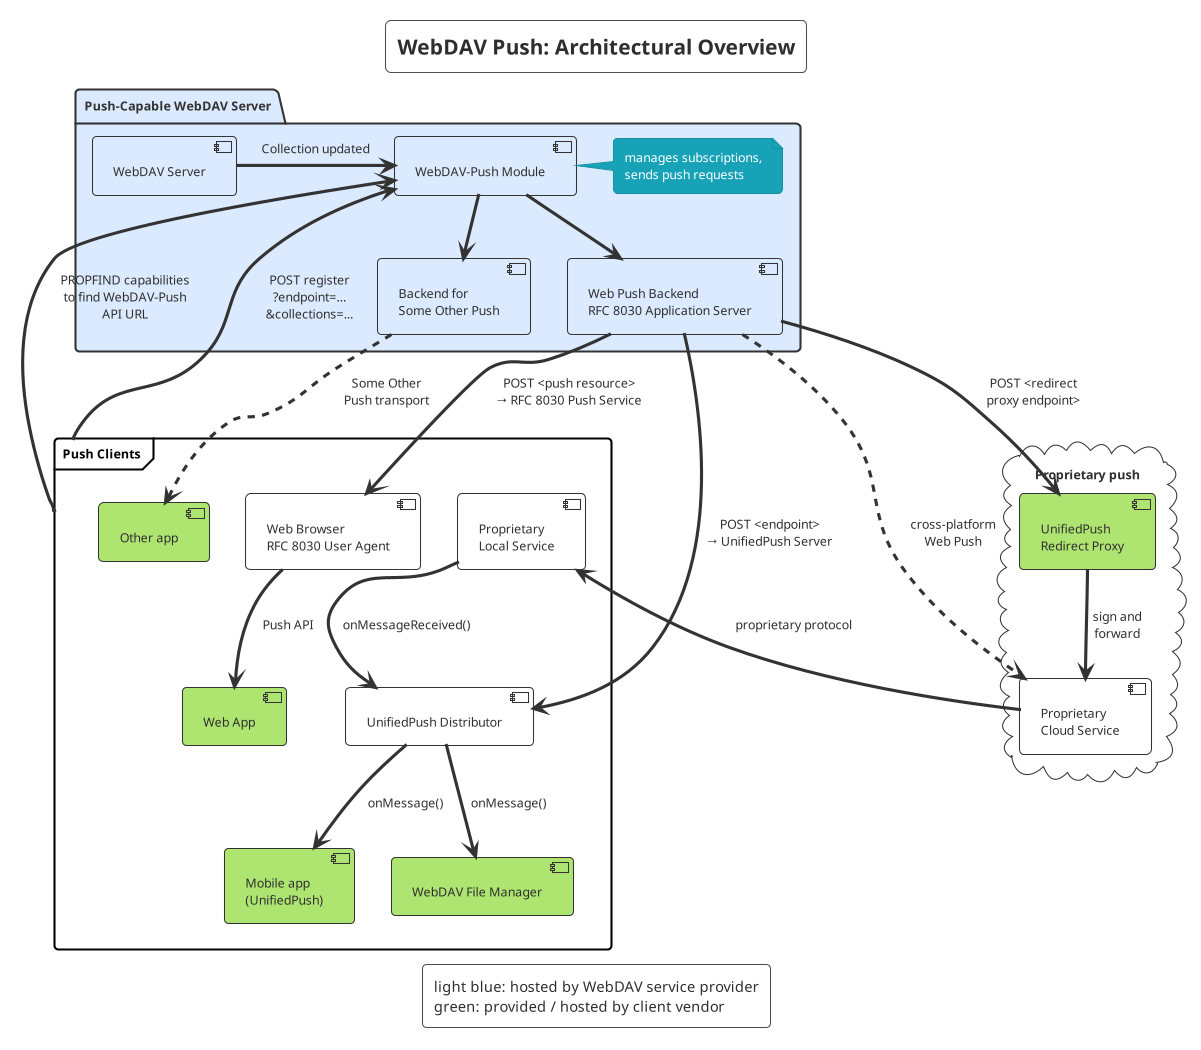 WebDAV Push: Architectural Overview
Push-Capable WebDAV Server
WebDAV Server
Collection updated
WebDAV-Push Module
manages subscriptions,
sends push requests
PROPFIND capabilities
to find WebDAV-Push
API URL
POST register
?endpoint=...
&collections=...
Backend for
Some Other Push
Web Push Backend
RFC 8030 Application Server
Some Other
Push transport
POST <push resource>
→ RFC 8030 Push Service
POST <redirect
proxy endpoint>
Push Clients
Proprietary push
Other app
Web Browser
RFC 8030 User Agent
Proprietary
Local Service
POST <endpoint>
→ UnifiedPush Server
cross-platform
Web Push
UnifiedPush
Redirect Proxy
Push API
onMessageReceived()
proprietary protocol
sign and
forward
Web App
UnifiedPush Distributor
Proprietary
Cloud Service
onMessage()
onMessage()
Mobile app
(UnifiedPush)
WebDAV File Manager
light blue: hosted by WebDAV service provider
green: provided / hosted by client vendor